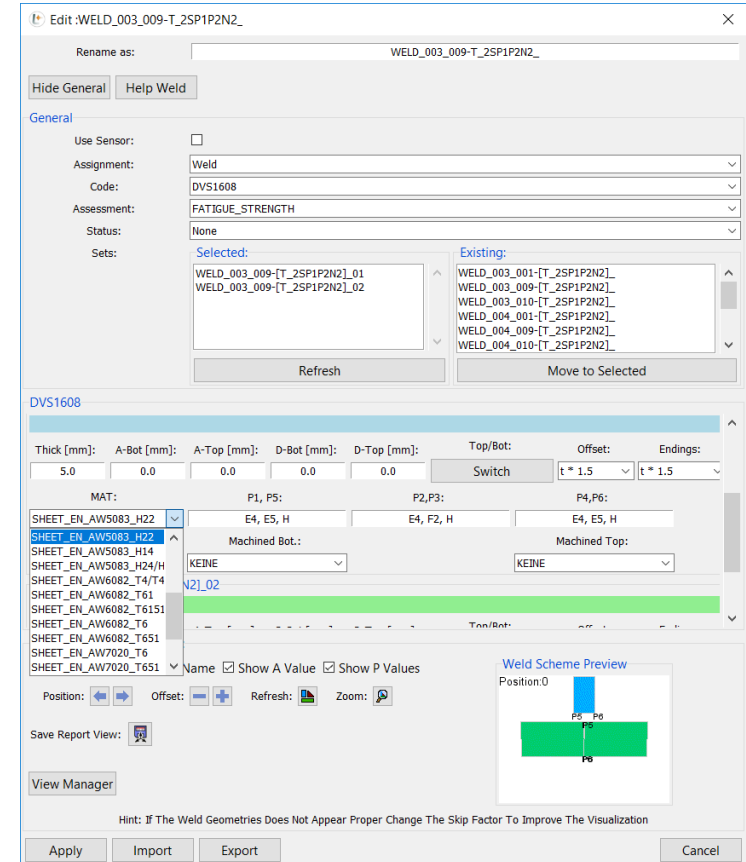 Edit :WELD_003_009-T_2SP1P2N2_
Rename as: WELD_003_009-T_2SP1P2N2_
Hide General Help Weld
General
Use Sensor:
Assignment: Weld
Code: DVS1608
Assessment: FATIGUE_STRENGTH
Status: None
Sets: Selected: Existing:
WELD_003_009-[T_2SP1P2N2]_01
WELD_003_009-[T_2SP1P2N2]_02
WELD_003_001-[T_2SP1P2N2]_
WELD_003_009-[T_2SP1P2N2]_
WELD_003_010-[T_2SP1P2N2]_
WELD_004_001-[T_2SP1P2N2]_
WELD_004_009-[T_2SP1P2N2]_
WELD_004_010-[T_2SP1P2N2]_
Refresh Move to Selected
DVS1608
Thick [mm]: A-Bot [mm]: A-Top [mm]: D-Bot [mm]: D-Top [mm]: Top/Bot: Offset: Endings:
5.0 0.0 0.0 0.0 0.0 Switch t * 1.5 t * 1.5
MAT: P1, P5: P2,P3: P4,P6:
SHEET_EN_AW5083_H22 E4, E5, H E4, F2, H E4, E5, H
Machined Bot.: Machined Top:
KEINE KEINE
SHEET_EN_AW5083_H22
SHEET_EN_AW5083_H14
SHEET_EN_AW5083_H24/H
SHEET_EN_AW6082_T4/T4
SHEET_EN_AW6082_T61
SHEET_EN_AW6082_T6151
SHEET_EN_AW6082_T6
SHEET_EN_AW6082_T651
SHEET_EN_AW7020_T6
SHEET_EN_AW7020_T651
N2]_02
Top/Bot:
Name Show A Value Show P Values
Position: Offset: Refresh: Zoom:
Save Report View:
View Manager
Weld Scheme Preview
Position:0
P5 P6
P5
P6
Hint: If The Weld Geometries Does Not Appear Proper Change The Skip Factor To Improve The Visualization
Apply Import Export Cancel